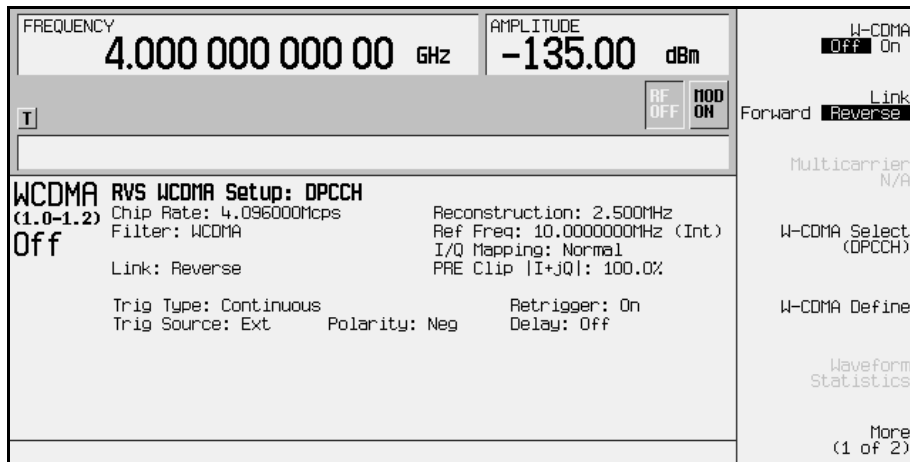 FREQUENCY
4.000 000 000 00 GHz
AMPLITUDE
-135.00 dBm
RF OFF
MOD ON
T
WCDMA
(1.0-1.2)
Off
RVS WCDMA Setup: DPCCH
Chip Rate: 4.096000Mcps
Reconstruction: 2.500MHz
Filter: WCDMA
Ref Freq: 10.0000000MHz (Int)
I/Q Mapping: Normal
Link: Reverse
PRE Clip |I+jQ|: 100.0%
Trig Type: Continuous
Retrigger: On
Trig Source: Ext
Polarity: Neg
Delay: Off
W-CDMA
Off On
Link
Forward Reverse
Multicarrier
N/A
W-CDMA Select
(DPCCH)
W-CDMA Define
Waveform
Statistics
More
(1 of 2)